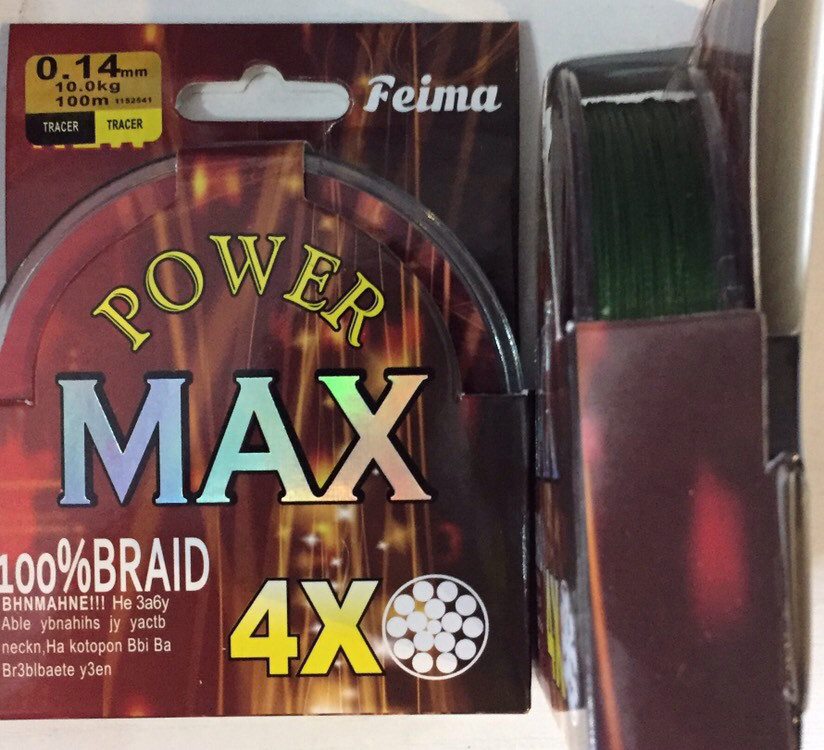 0.14mm
10.0kg
100m t152541
TRACER TRACER
Feima
POWER
MAX
100%BRAID
BHNMAHNE!!! He 3a6y
Able ybnahihs jy yactb
neckn,Ha kotopon Bbi Ba
Br3blbaete y3en
4X